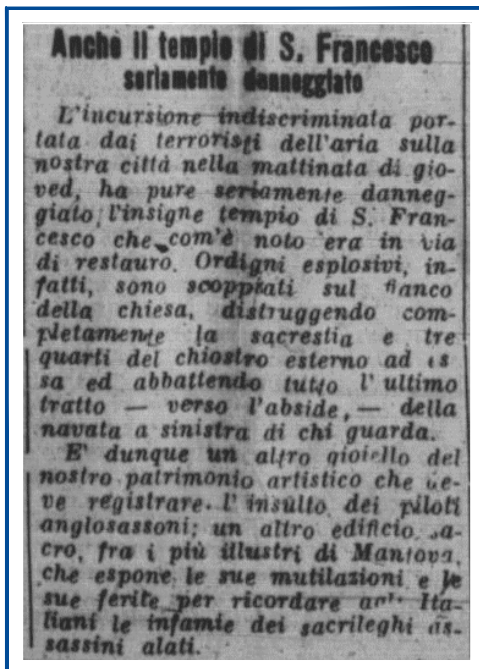 Anche il tempio di S. Francesco
seriamente danneggiato
L'incursione indiscriminata por-
tata dai terroristi dell'aria sulla
nostra città nella mattinata di gio-
ved, ha pure seriamente danneg-
giato l'insigne tempio di S. Fran-
cesco che com'è noto era in via
di restauro. Ordigni esplosivi, in-
fatti, sono scoppiati sul fianco
della chiesa, distruggendo com-
pletamente la sacrestia e tre
quarti del chiostro esterno ad es
sa ed abbattendo tutto l'ultimo
tratto — verso l'abside, — della
navata a sinistra di chi guarda.
E' dunque un altro gioiello del
nostro patrimonio artistico che de-
ve registrare l'insulto dei piloti
anglosassoni; un altro edificio sa-
cro, fra i più illustri di Mantova,
che espone le sue mutilazioni e le
sue ferite per ricordare agli Ita-
liani le infamie dei sacrileghi as-
sassini alati.